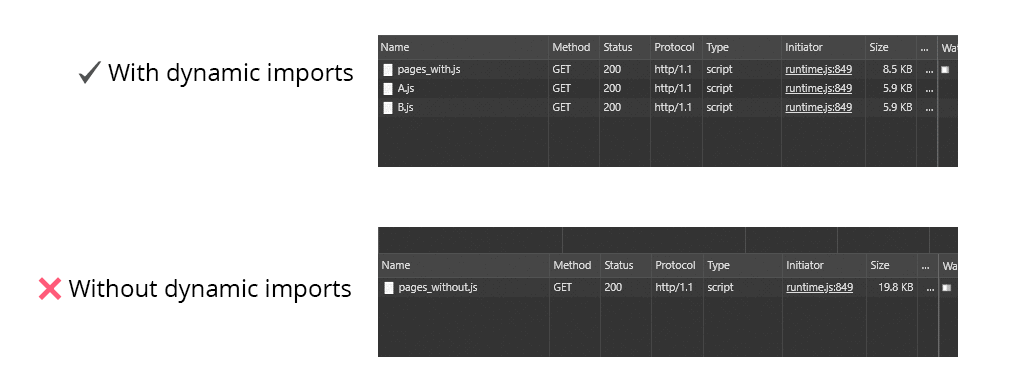 With dynamic imports
Name Method Status Protocol Type Initiator Size ... Wa
pages_with.js GET 200 http/1.1 script runtime.js:849 8.5 KB ...
A.js GET 200 http/1.1 script runtime.js:849 5.9 KB ...
B.js GET 200 http/1.1 script runtime.js:849 5.9 KB ...
Without dynamic imports
Name Method Status Protocol Type Initiator Size ... Wa
pages_without.js GET 200 http/1.1 script runtime.js:849 19.8 KB ...